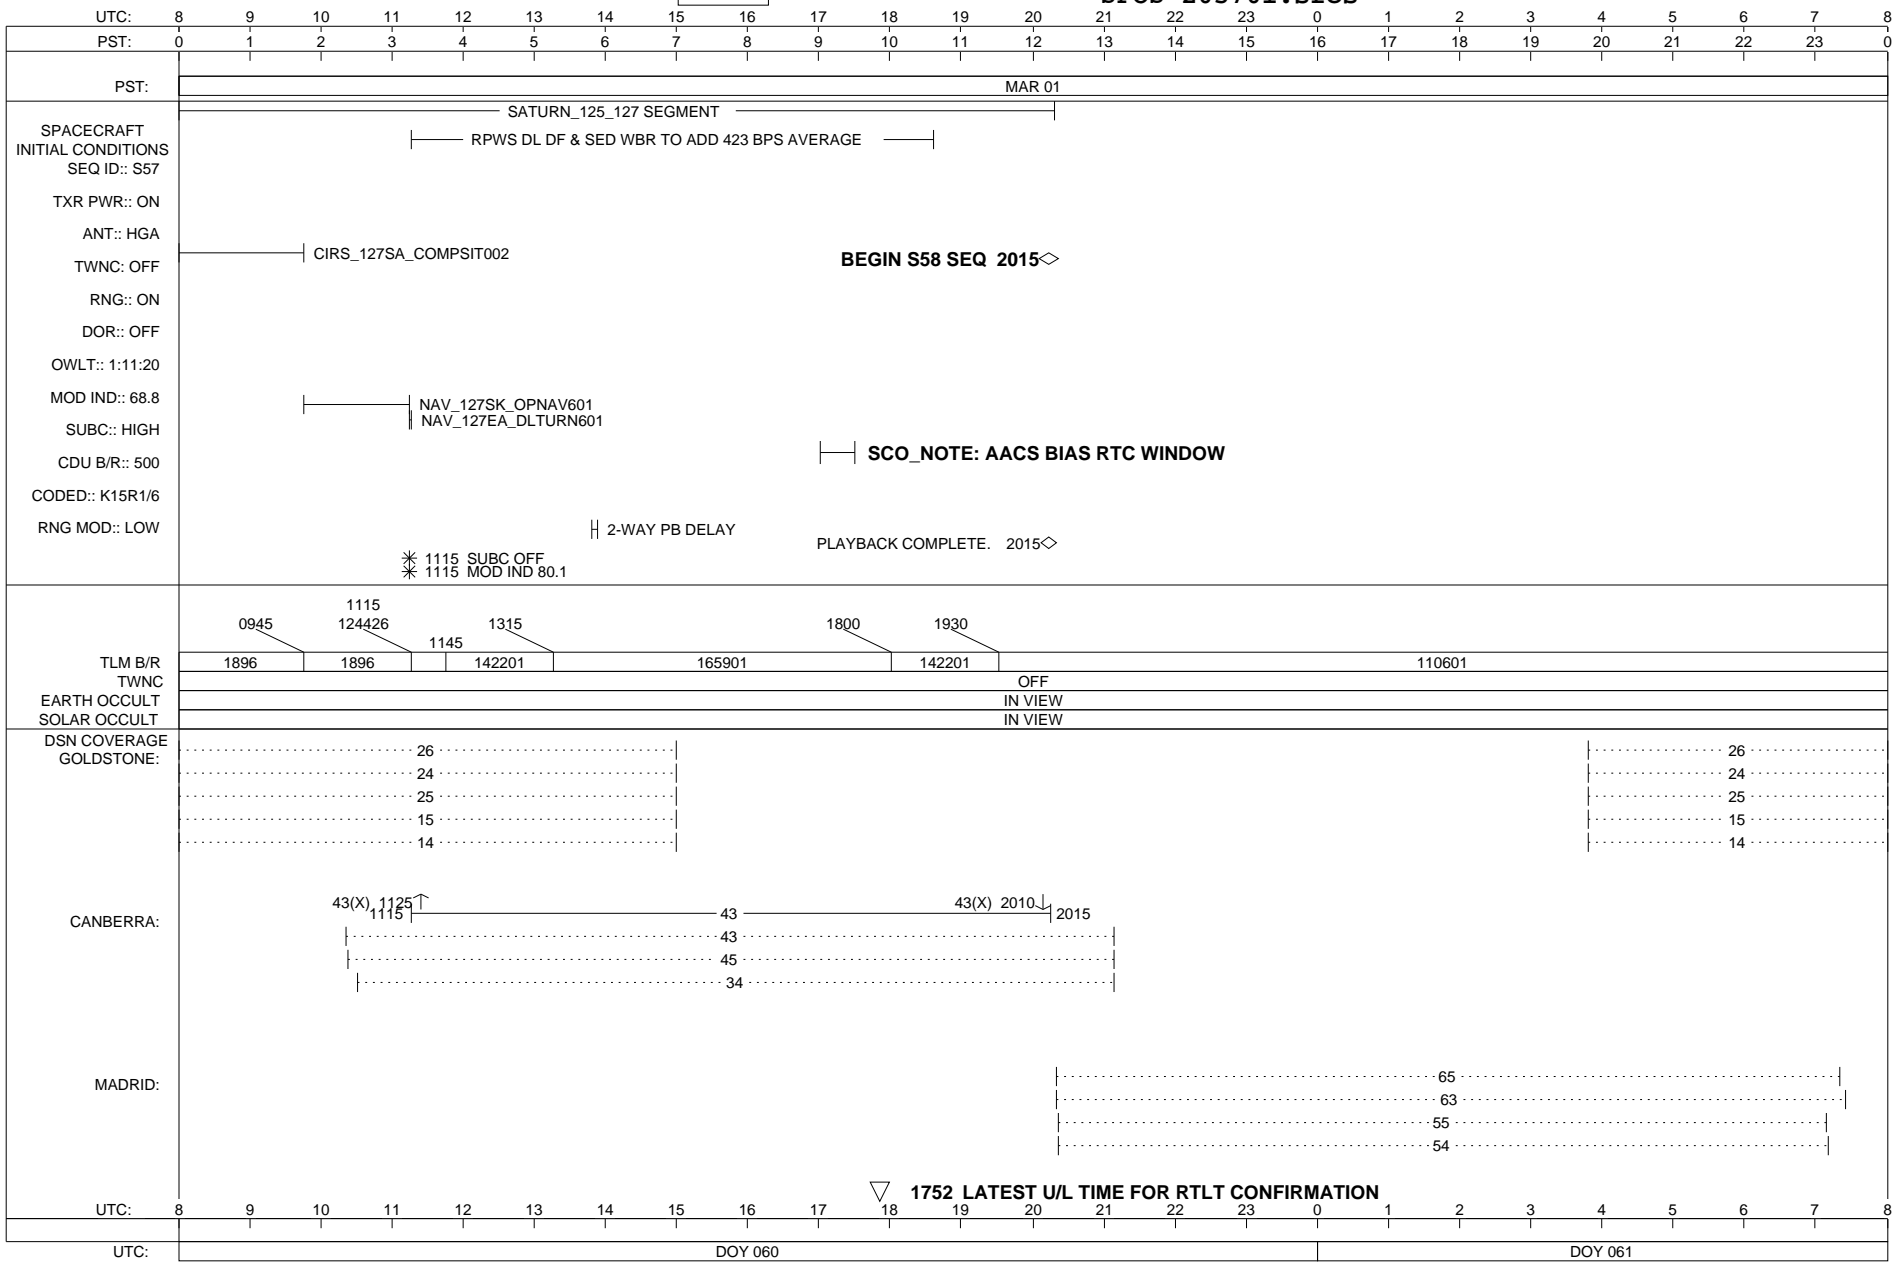 UTC: 8 9 10 11 12 13 14 15 16 17 18 19 20 21 22 23 0 1 2 3 4 5 6 7 8
PST: 0 1 2 3 4 5 6 7 8 9 10 11 12 13 14 15 16 17 18 19 20 21 22 23 0
PST: MAR 01
SATURN_125_127 SEGMENT
SPACECRAFT
INITIAL CONDITIONS
RPWS DL DF & SED WBR TO ADD 423 BPS AVERAGE
SEQ ID:: S57
TXR PWR:: ON
ANT:: HGA
CIRS_127SA_COMPSIT002
BEGIN S58 SEQ 2015
TWNC: OFF
RNG:: ON
DOR:: OFF
OWLT:: 1:11:20
MOD IND:: 68.8
NAV_127SK_OPNAV601
NAV_127EA_DLTURN601
SUBC:: HIGH
SCO_NOTE: AACS BIAS RTC WINDOW
CDU B/R:: 500
CODED:: K15R1/6
RNG MOD:: LOW
2-WAY PB DELAY
PLAYBACK COMPLETE. 2015
1115 SUBC OFF
1115 MOD IND 80.1
1115
0945 124426 1315 1800 1930
1145
TLM B/R 1896 1896 142201 165901 142201 110601
TWNC OFF
EARTH OCCULT IN VIEW
SOLAR OCCULT IN VIEW
DSN COVERAGE
GOLDSTONE:
26 26
24 24
25 25
15 15
14 14
43(X) 1125 43(X) 2010
1115 43 2015
CANBERRA:
43
45
34
MADRID:
65
63
55
54
1752 LATEST U/L TIME FOR RTLT CONFIRMATION
UTC: 8 9 10 11 12 13 14 15 16 17 18 19 20 21 22 23 0 1 2 3 4 5 6 7 8
UTC: DOY 060 DOY 061